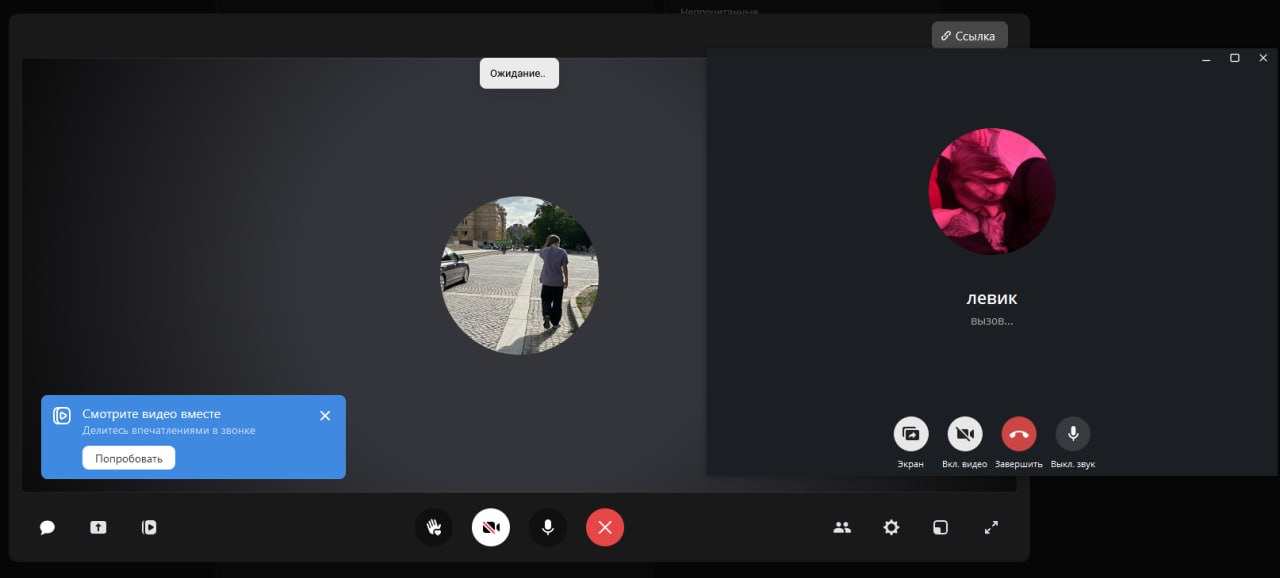 Непрочитанные
Ссылка
Ожидание..
левик
вызов...
Смотрите видео вместе
Делитесь впечатлениями в звонке
Попробовать
Экран
Вкл. видео
Завершить
Выкл. звук